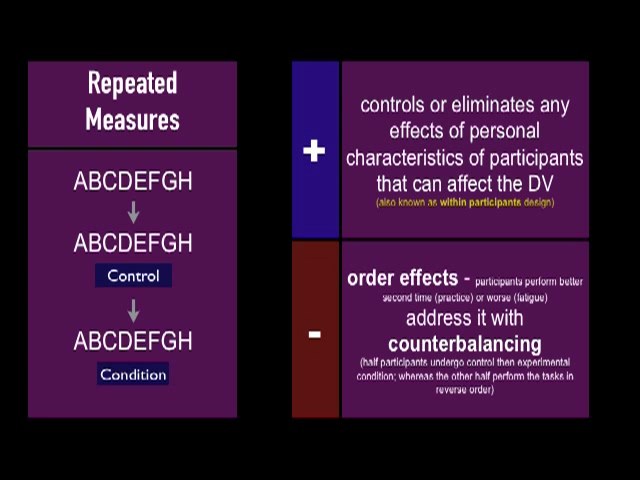 Repeated
Measures
ABCDEFGH
ABCDEFGH
Control
ABCDEFGH
Condition
+
controls or eliminates any
effects of personal
characteristics of participants
that can affect the DV
(also known as within participants design)
-
order effects - participants perform better
second time (practice) or worse (fatigue)
address it with
counterbalancing
(half participants undergo control then experimental
condition; whereas the other half perform the tasks in
reverse order)